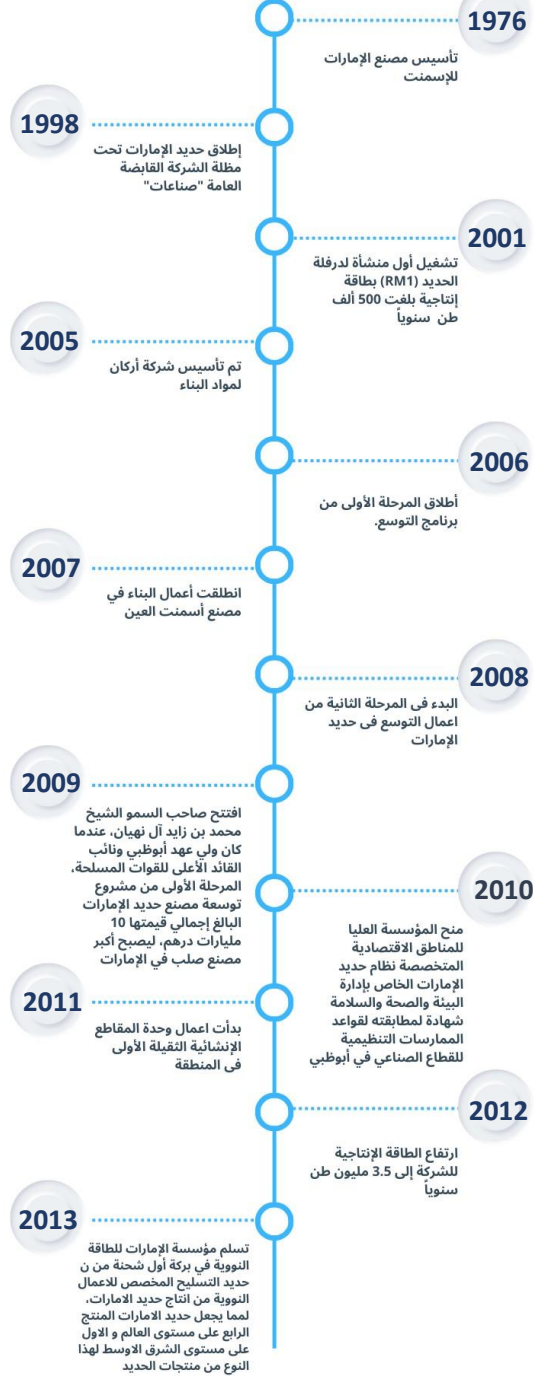 1976
تأسيس مصنع الإمارات
للإسمنت
1998
إطلاق حديد الإمارات تحت
مظلة الشركة القابضة
العامة "صناعات"
2001
تشغيل أول منشأة لدرفلة
الحديد (RM1) بطاقة
إنتاجية بلغت 500 ألف
طن سنوياً
2005
تم تأسيس شركة أركان
لمواد البناء
2006
أطلاق المرحلة الأولى من
برنامج التوسع.
2007
انطلقت أعمال البناء في
مصنع أسمنت العين
2008
البدء فى المرحلة الثانية من
اعمال التوسع فى حديد
الإمارات
2009
افتتح صاحب السمو الشيخ
محمد بن زايد آل نهيان، عندما
كان ولي عهد أبوظبي ونائب
القائد الأعلى للقوات المسلحة،
المرحلة الأولى من مشروع
توسعة مصنع حديد الإمارات
البالغ إجمالي قيمتها 10
مليارات درهم، ليصبح أكبر
مصنع صلب في الإمارات
2010
منح المؤسسة العليا
للمناطق الاقتصادية
المتخصصة نظام حديد
الإمارات الخاص بإدارة
البيئة والصحة والسلامة
شهادة لمطابقته لقواعد
الممارسات التنظيمية
للقطاع الصناعي في أبوظبي
2011
بدأت اعمال وحدة المقاطع
الإنشائية الثقيلة الأولى
فى المنطقة
2012
ارتفاع الطاقة الإنتاجية
للشركة إلى 3.5 مليون طن
سنوياً
2013
تسلم مؤسسة الإمارات للطاقة
النووية في بركة أول شحنة من ن
حديد التسليح المخصص للاعمال
النووية من انتاج حديد الامارات.
لمما يجعل حديد الامارات المنتج
الرابع على مستوى العالم و الاول
على مستوى الشرق الاوسط لهذا
النوع من منتجات الحديد